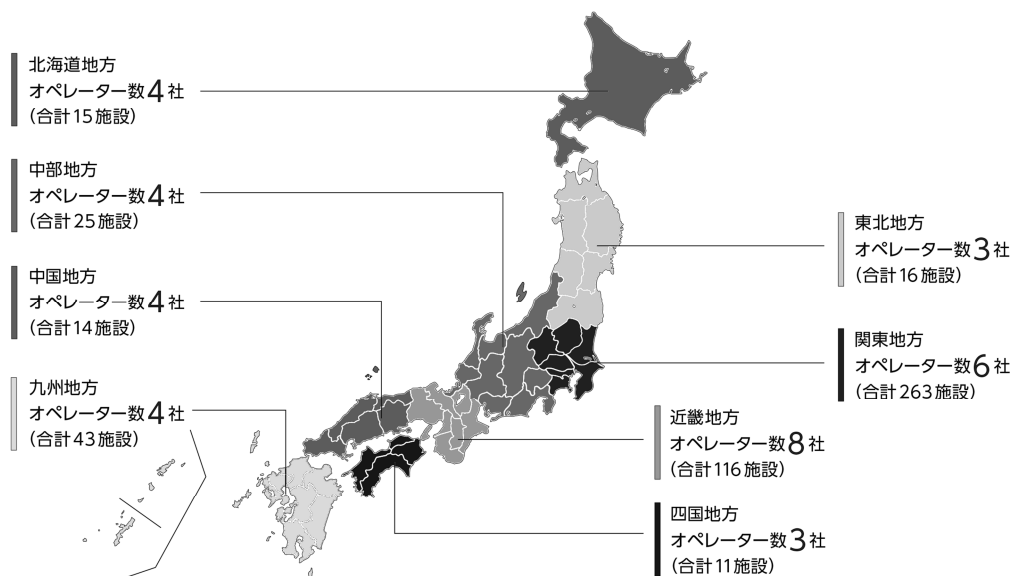 北海道地方
オペレーター数4社
(合計15施設)
中部地方
オペレーター数4社
(合計25施設)
中国地方
オペレーター数4社
(合計14施設)
九州地方
オペレーター数4社
(合計43施設)
東北地方
オペレーター数3社
(合計16施設)
関東地方
オペレーター数6社
(合計263施設)
近畿地方
オペレーター数8社
(合計116施設)
四国地方
オペレーター数3社
(合計11施設)